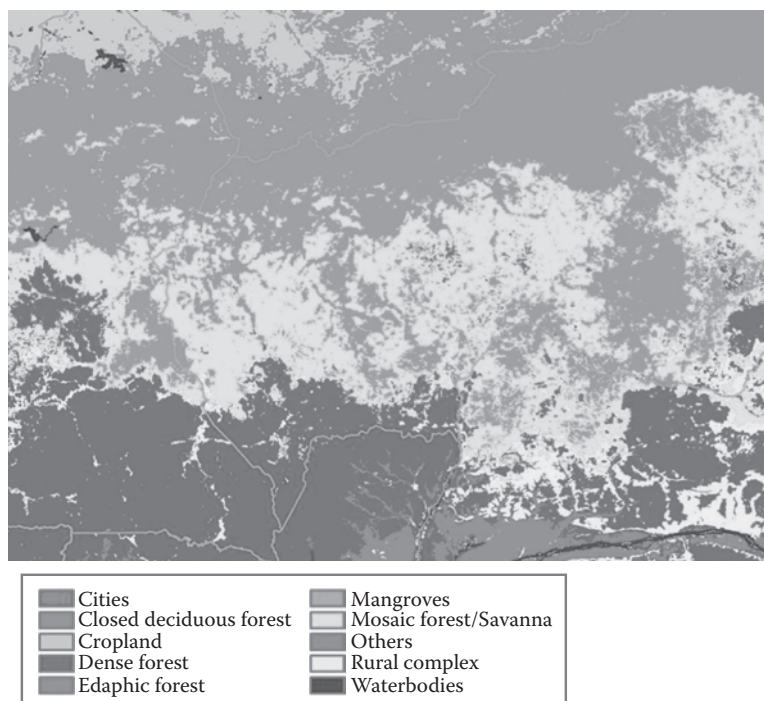 Cities
Closed deciduous forest
Cropland
Dense forest
Edaphic forest
Mangroves
Mosaic forest/Savanna
Others
Rural complex
Waterbodies